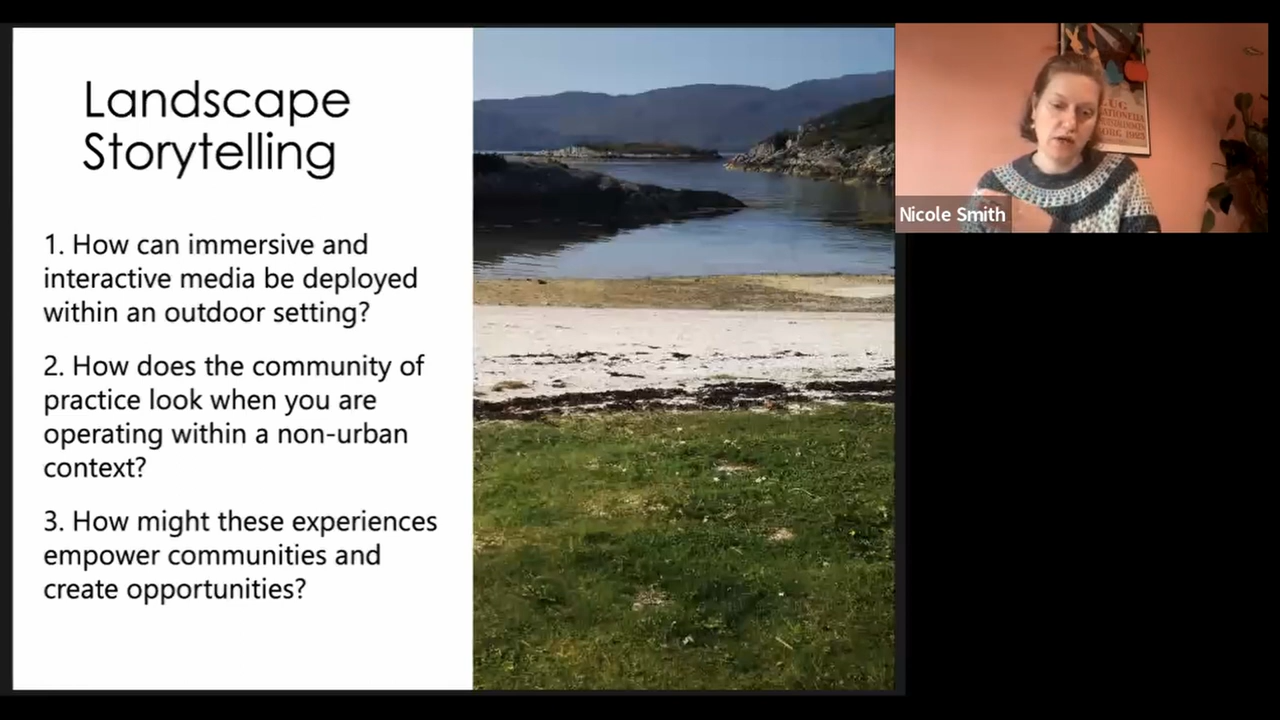 Landscape
Storytelling
1. How can immersive and
interactive media be deployed
within an outdoor setting?
2. How does the community of
practice look when you are
operating within a non-urban
context?
3. How might these experiences
empower communities and
create opportunities?
Nicole Smith